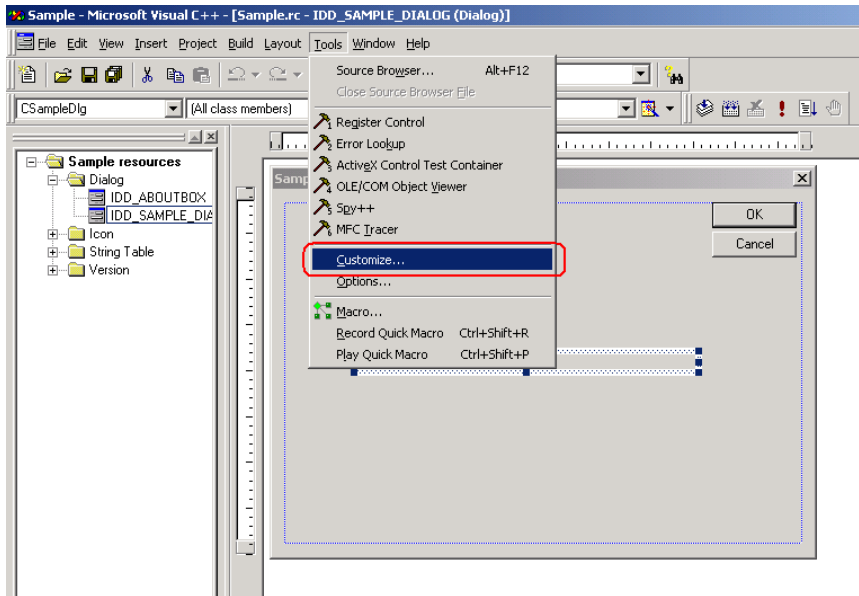 Sample - Microsoft Visual C++ - [Sample.rc - IDD_SAMPLE_DIALOG (Dialog)]
File Edit View Insert Project Build Layout Tools Window Help
CSampleDlg
(All class members)
Source Browser... Alt+F12
Close Source Browser File
Register Control
Error Lookup
ActiveX Control Test Container
OLE/COM Object Viewer
Spy++
MFC Tracer
Customize...
Options...
Macro...
Record Quick Macro Ctrl+Shift+R
Play Quick Macro Ctrl+Shift+P
Sample resources
Dialog
IDD_ABOUTBOX
IDD_SAMPLE_DIA
Icon
String Table
Version
Samp
OK
Cancel